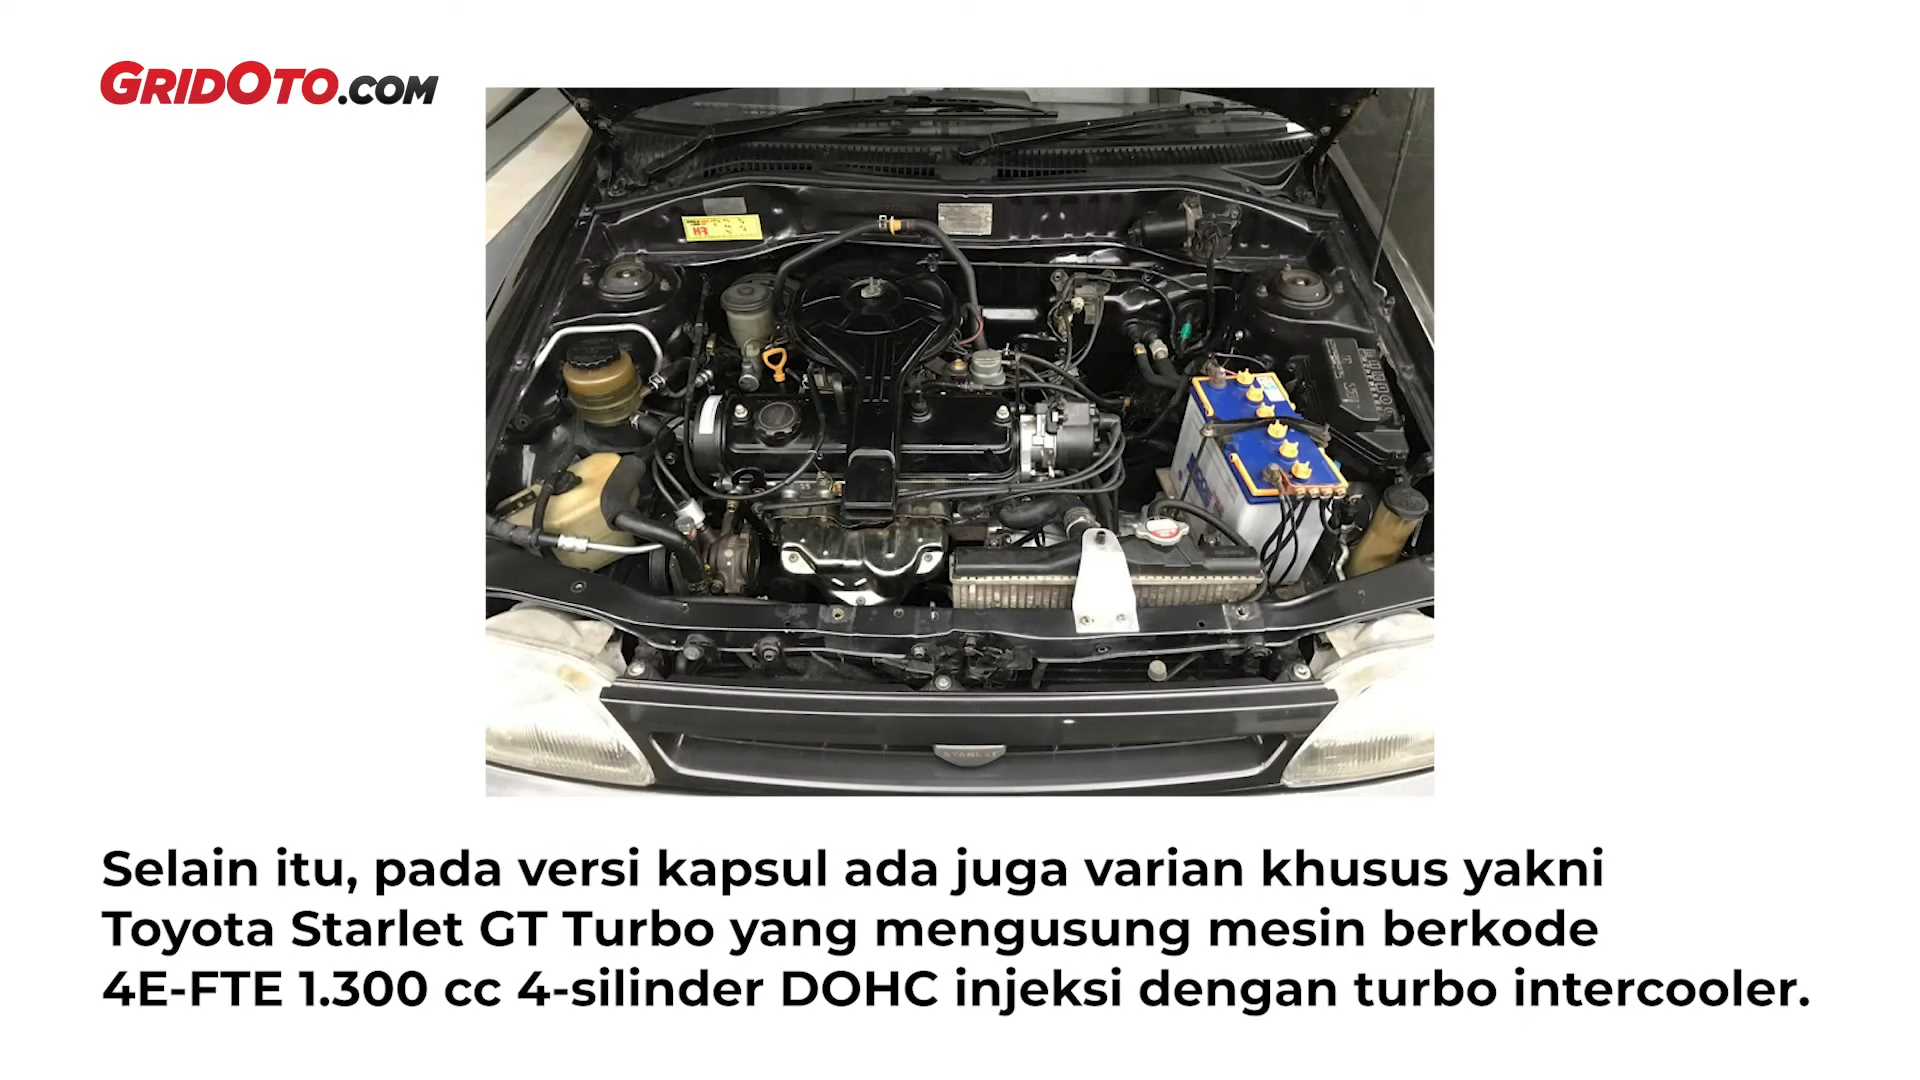 GRIDOTO.COM
STARLET
Selain itu, pada versi kapsul ada juga varian khusus yakni
Toyota Starlet GT Turbo yang mengusung mesin berkode
4E-FTE 1.300 cc 4-silinder DOHC injeksi dengan turbo intercooler.